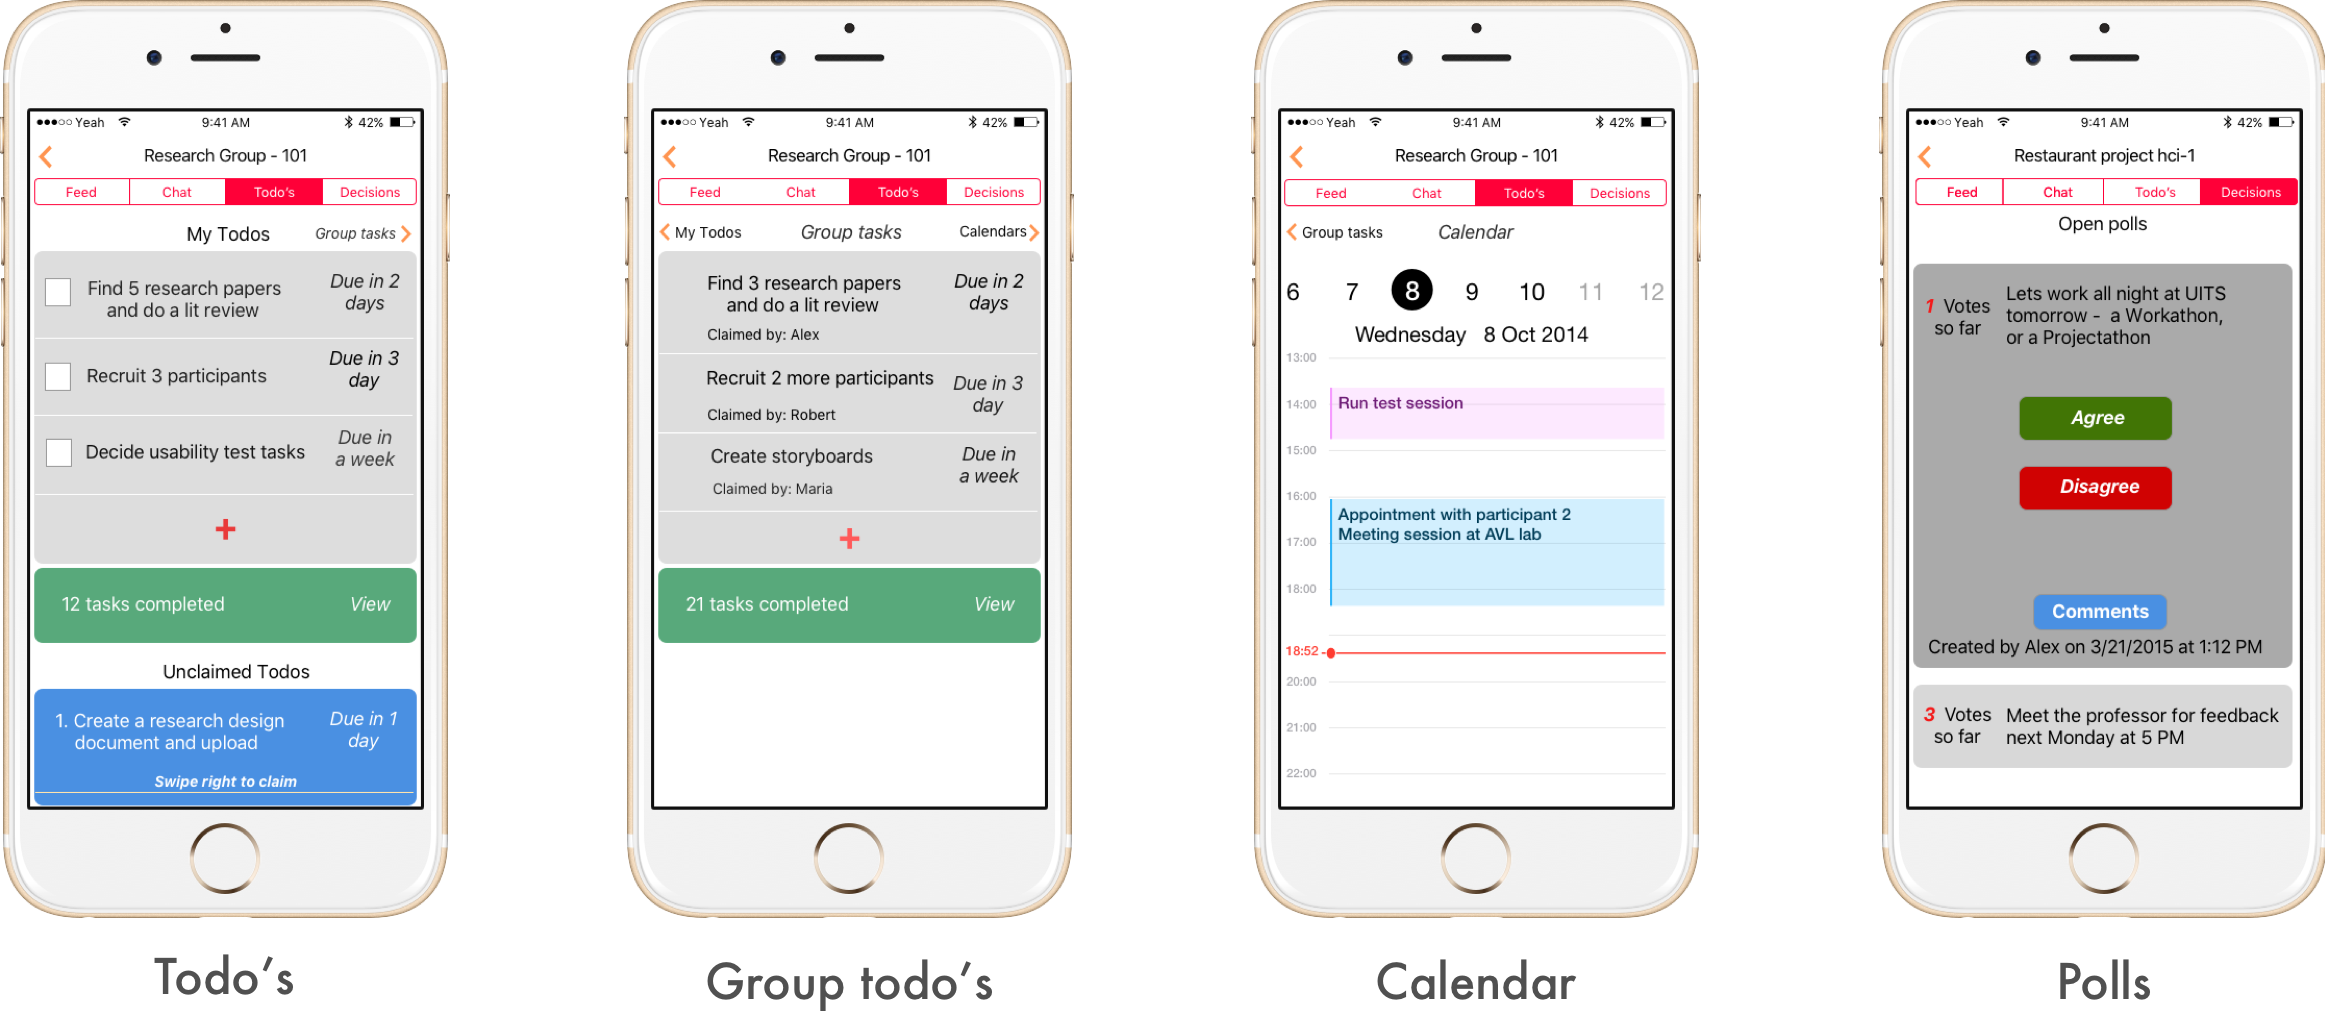 Yeah 9:41 AM 42%
Research Group - 101
Feed Chat Todo's Decisions
My Todos Group tasks
Find 5 research papers
and do a lit review
Due in 2
days
Recruit 3 participants
Due in 3
day
Decide usability test tasks
Due in
a week
+
12 tasks completed View
Unclaimed Todos
1. Create a research design
document and upload
Due in 1
day
Swipe right to claim
Todo's
Yeah 9:41 AM 42%
Research Group - 101
Feed Chat Todo's Decisions
My Todos Group tasks Calendars
Find 3 research papers
and do a lit review
Due in 2
days
Claimed by: Alex
Recruit 2 more participants
Due in 3
day
Claimed by: Robert
Create storyboards
Due in
a week
Claimed by: Maria
+
21 tasks completed View
Group todo's
Yeah 9:41 AM 42%
Research Group - 101
Feed Chat Todo's Decisions
Group tasks Calendar
6 7 8 9 10 11 12
Wednesday 8 Oct 2014
13:00
Run test session
14:00
15:00
16:00
Appointment with participant 2
Meeting session at AVL lab
17:00
18:00
18:52
20:00
21:00
22:00
Calendar
Yeah 9:41 AM 42%
Restaurant project hci-1
Feed Chat Todo's Decisions
Open polls
1 Votes
so far
Lets work all night at UITS
tomorrow - a Workathon,
or a Projectathon
Agree
Disagree
Comments
Created by Alex on 3/21/2015 at 1:12 PM
3 Votes
so far
Meet the professor for feedback
next Monday at 5 PM
Polls